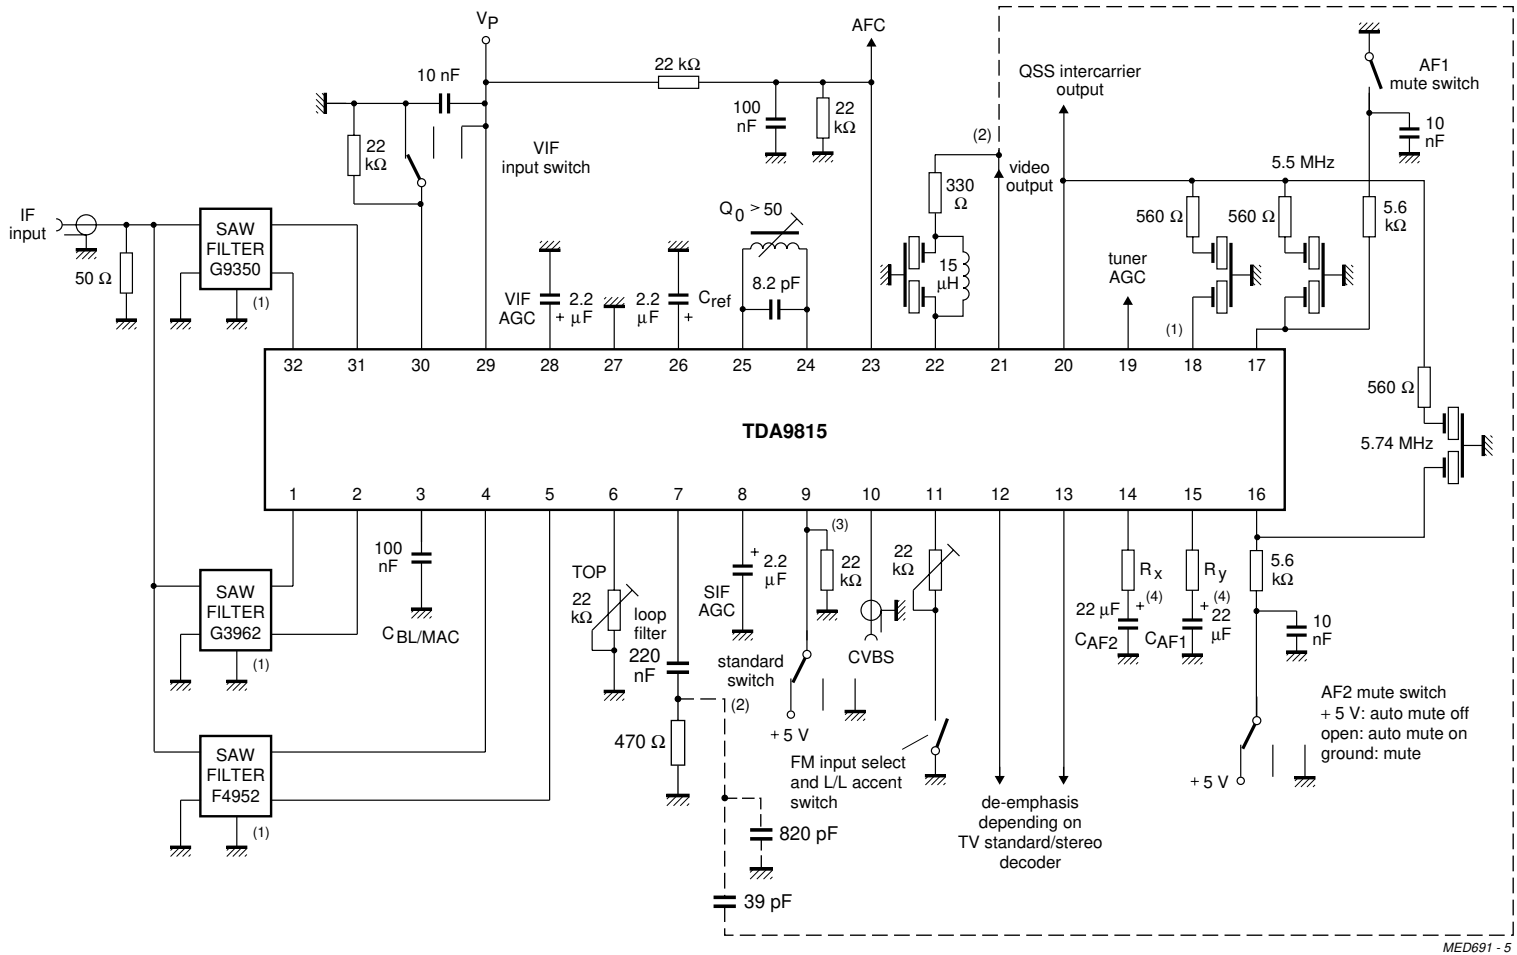 VP
AFC
10 nF
22 kΩ
22
kΩ
VIF
input switch
100
nF
22
kΩ
QSS intercarrier
output
AF1
mute switch
10
nF
(2)
video
output
5.5 MHz
330
Ω
560 Ω
560 Ω
5.6
kΩ
IF
input
50 Ω
SAW
FILTER
G9350
(1)
Q0 > 50
8.2 pF
VIF
AGC
+
2.2
μF
2.2
μF
+
Cref
15
μH
tuner
AGC
(1)
32
31
30
29
28
27
26
25
24
23
22
21
20
19
18
17
TDA9815
560 Ω
5.74 MHz
1
2
3
4
5
6
7
8
9
10
11
12
13
14
15
16
100
nF
CBL/MAC
SAW
FILTER
G3962
(1)
TOP
22
kΩ
loop
filter
220
nF
(2)
470 Ω
+
2.2
μF
SIF
AGC
(3)
22
kΩ
standard
switch
+ 5 V
CVBS
22
kΩ
FM input select
and L/L accent
switch
Rx
(4)
22 μF
+
CAF2
Ry
(4)
+
22
μF
CAF1
5.6
kΩ
10
nF
AF2 mute switch
+ 5 V: auto mute off
open: auto mute on
ground: mute
+ 5 V
SAW
FILTER
F4952
(1)
820 pF
39 pF
de-emphasis
depending on
TV standard/stereo
decoder
MED691 - 5